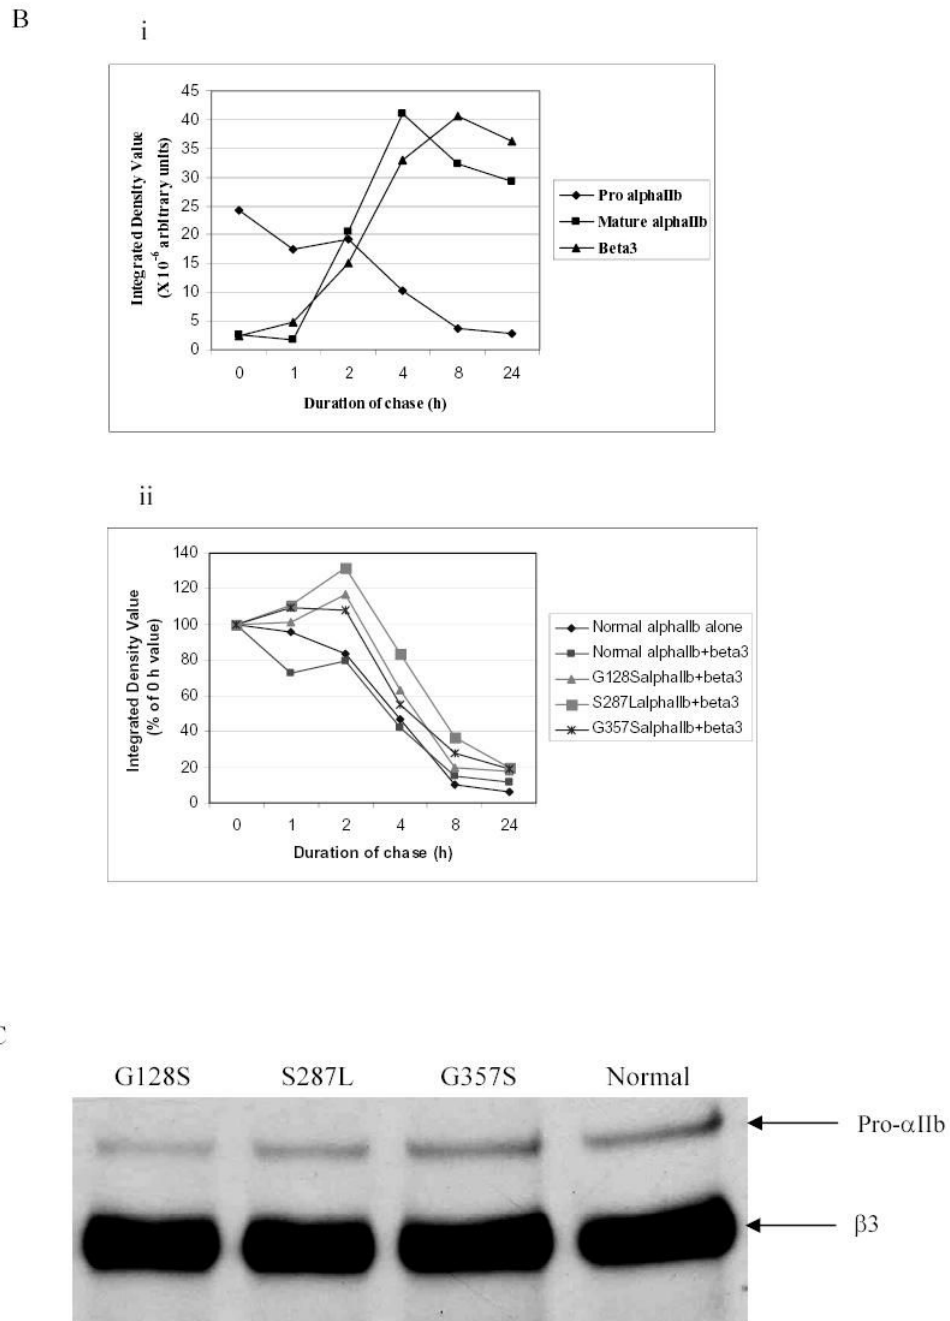 B
i
Integrated Density Value
(X10⁻⁶ arbitrary units)
45
40
35
30
25
20
15
10
5
0
0 1 2 4 8 24
Duration of chase (h)
Pro alphaIIb
Mature alphaIIb
Beta3
ii
Integrated Density Value
(% of 0 h value)
140
120
100
80
60
40
20
0
0 1 2 4 8 24
Duration of chase (h)
Normal alphaIIb alone
Normal alphaIIb+beta3
G128SalphaIIb+beta3
S287LalphaIIb+beta3
G357SalphaIIb+beta3
C
G128S S287L G357S Normal
Pro-αIIb
β3